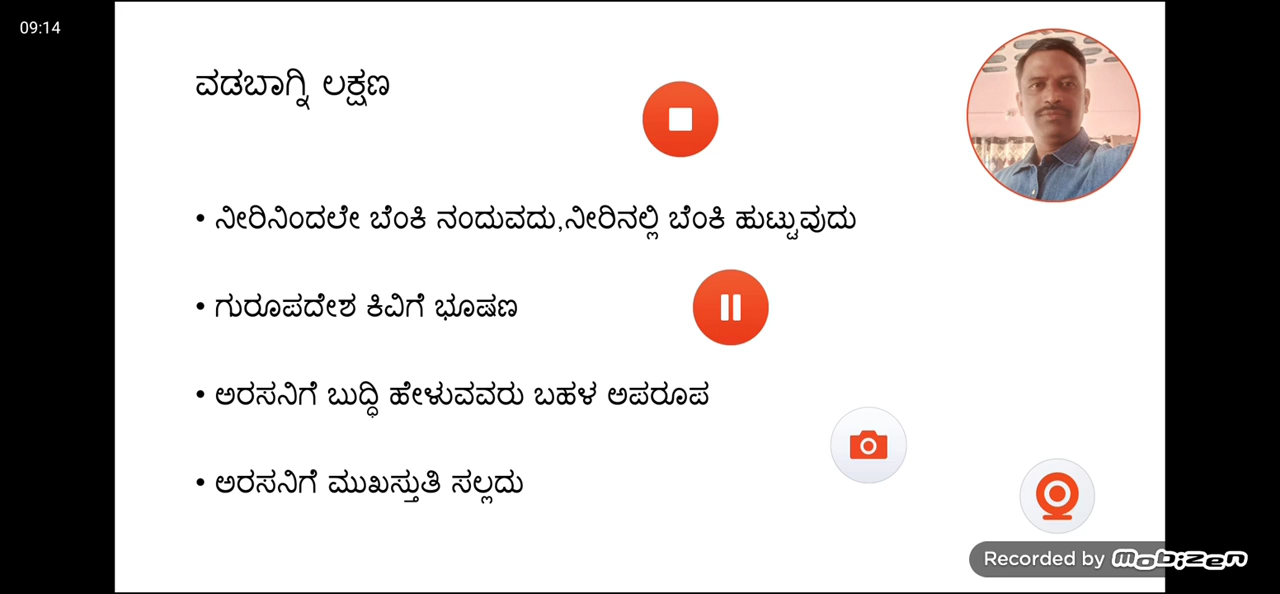 09:14
ವಡಬಾಗ್ನಿ ಲಕ್ಷಣ
• ನೀರಿನಿಂದಲೇ ಬೆಂಕಿ ನಂದುವದು,ನೀರಿನಲ್ಲಿ ಬೆಂಕಿ ಹುಟ್ಟುವುದು
• ಗುರೂಪದೇಶ ಕಿವಿಗೆ ಭೂಷಣ
• ಅರಸನಿಗೆ ಬುದ್ಧಿ ಹೇಳುವವರು ಬಹಳ ಅಪರೂಪ
• ಅರಸನಿಗೆ ಮುಖಸ್ತುತಿ ಸಲ್ಲದು
Recorded by Mobizen